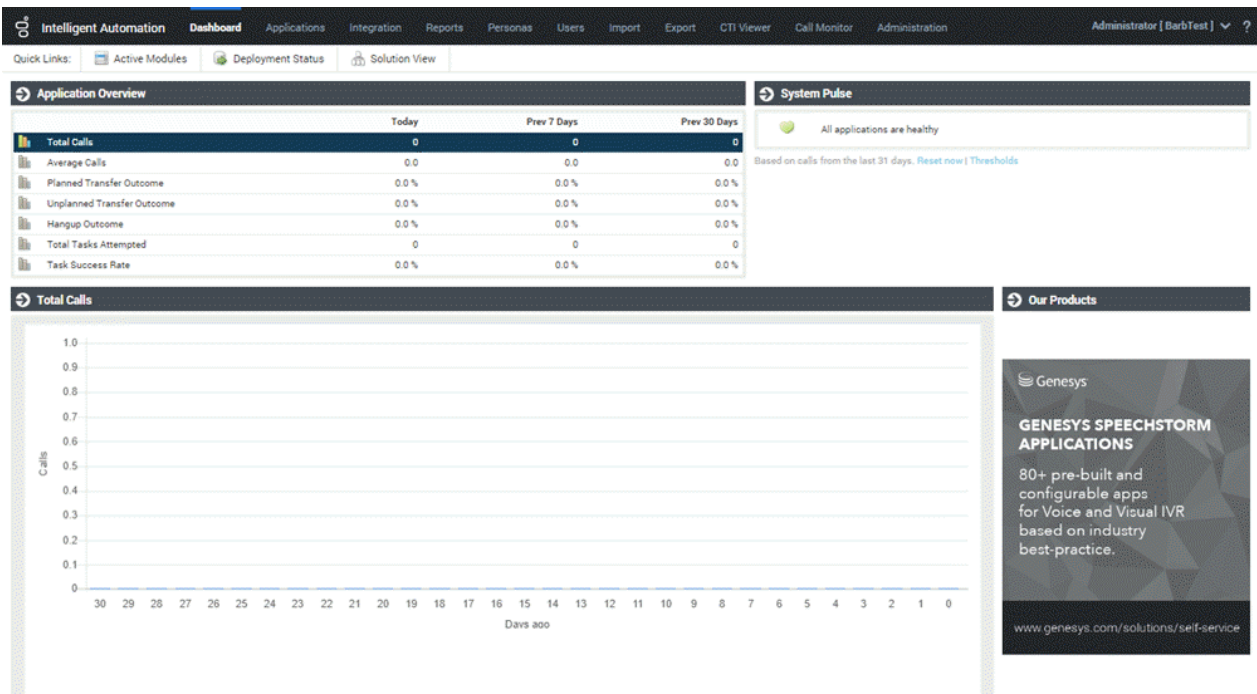 Intelligent Automation Dashboard Applications Integration Reports Personas Users Import Export CTI Viewer Call Monitor Administration Administrator [ BarbTest ] ?
Quick Links: Active Modules Deployment Status Solution View
Application Overview
Today Prev 7 Days Prev 30 Days
Total Calls 0 0 0
Average Calls 0.0 0.0 0.0
Planned Transfer Outcome 0.0 % 0.0 % 0.0 %
Unplanned Transfer Outcome 0.0 % 0.0 % 0.0 %
Hangup Outcome 0.0 % 0.0 % 0.0 %
Total Tasks Attempted 0 0 0
Task Success Rate 0.0 % 0.0 % 0.0 %
System Pulse
All applications are healthy
Based on calls from the last 31 days. Reset now | Thresholds
Total Calls
1.0
0.9
0.8
0.7
0.6
0.5
0.4
0.3
0.2
0.1
0
Calls
30 29 28 27 26 25 24 23 22 21 20 19 18 17 16 15 14 13 12 11 10 9 8 7 6 5 4 3 2 1 0
Days ago
Our Products
Genesys
GENESYS SPEECHSTORM
APPLICATIONS
80+ pre-built and
configurable apps
for Voice and Visual IVR
based on industry
best-practice.
www.genesys.com/solutions/self-service